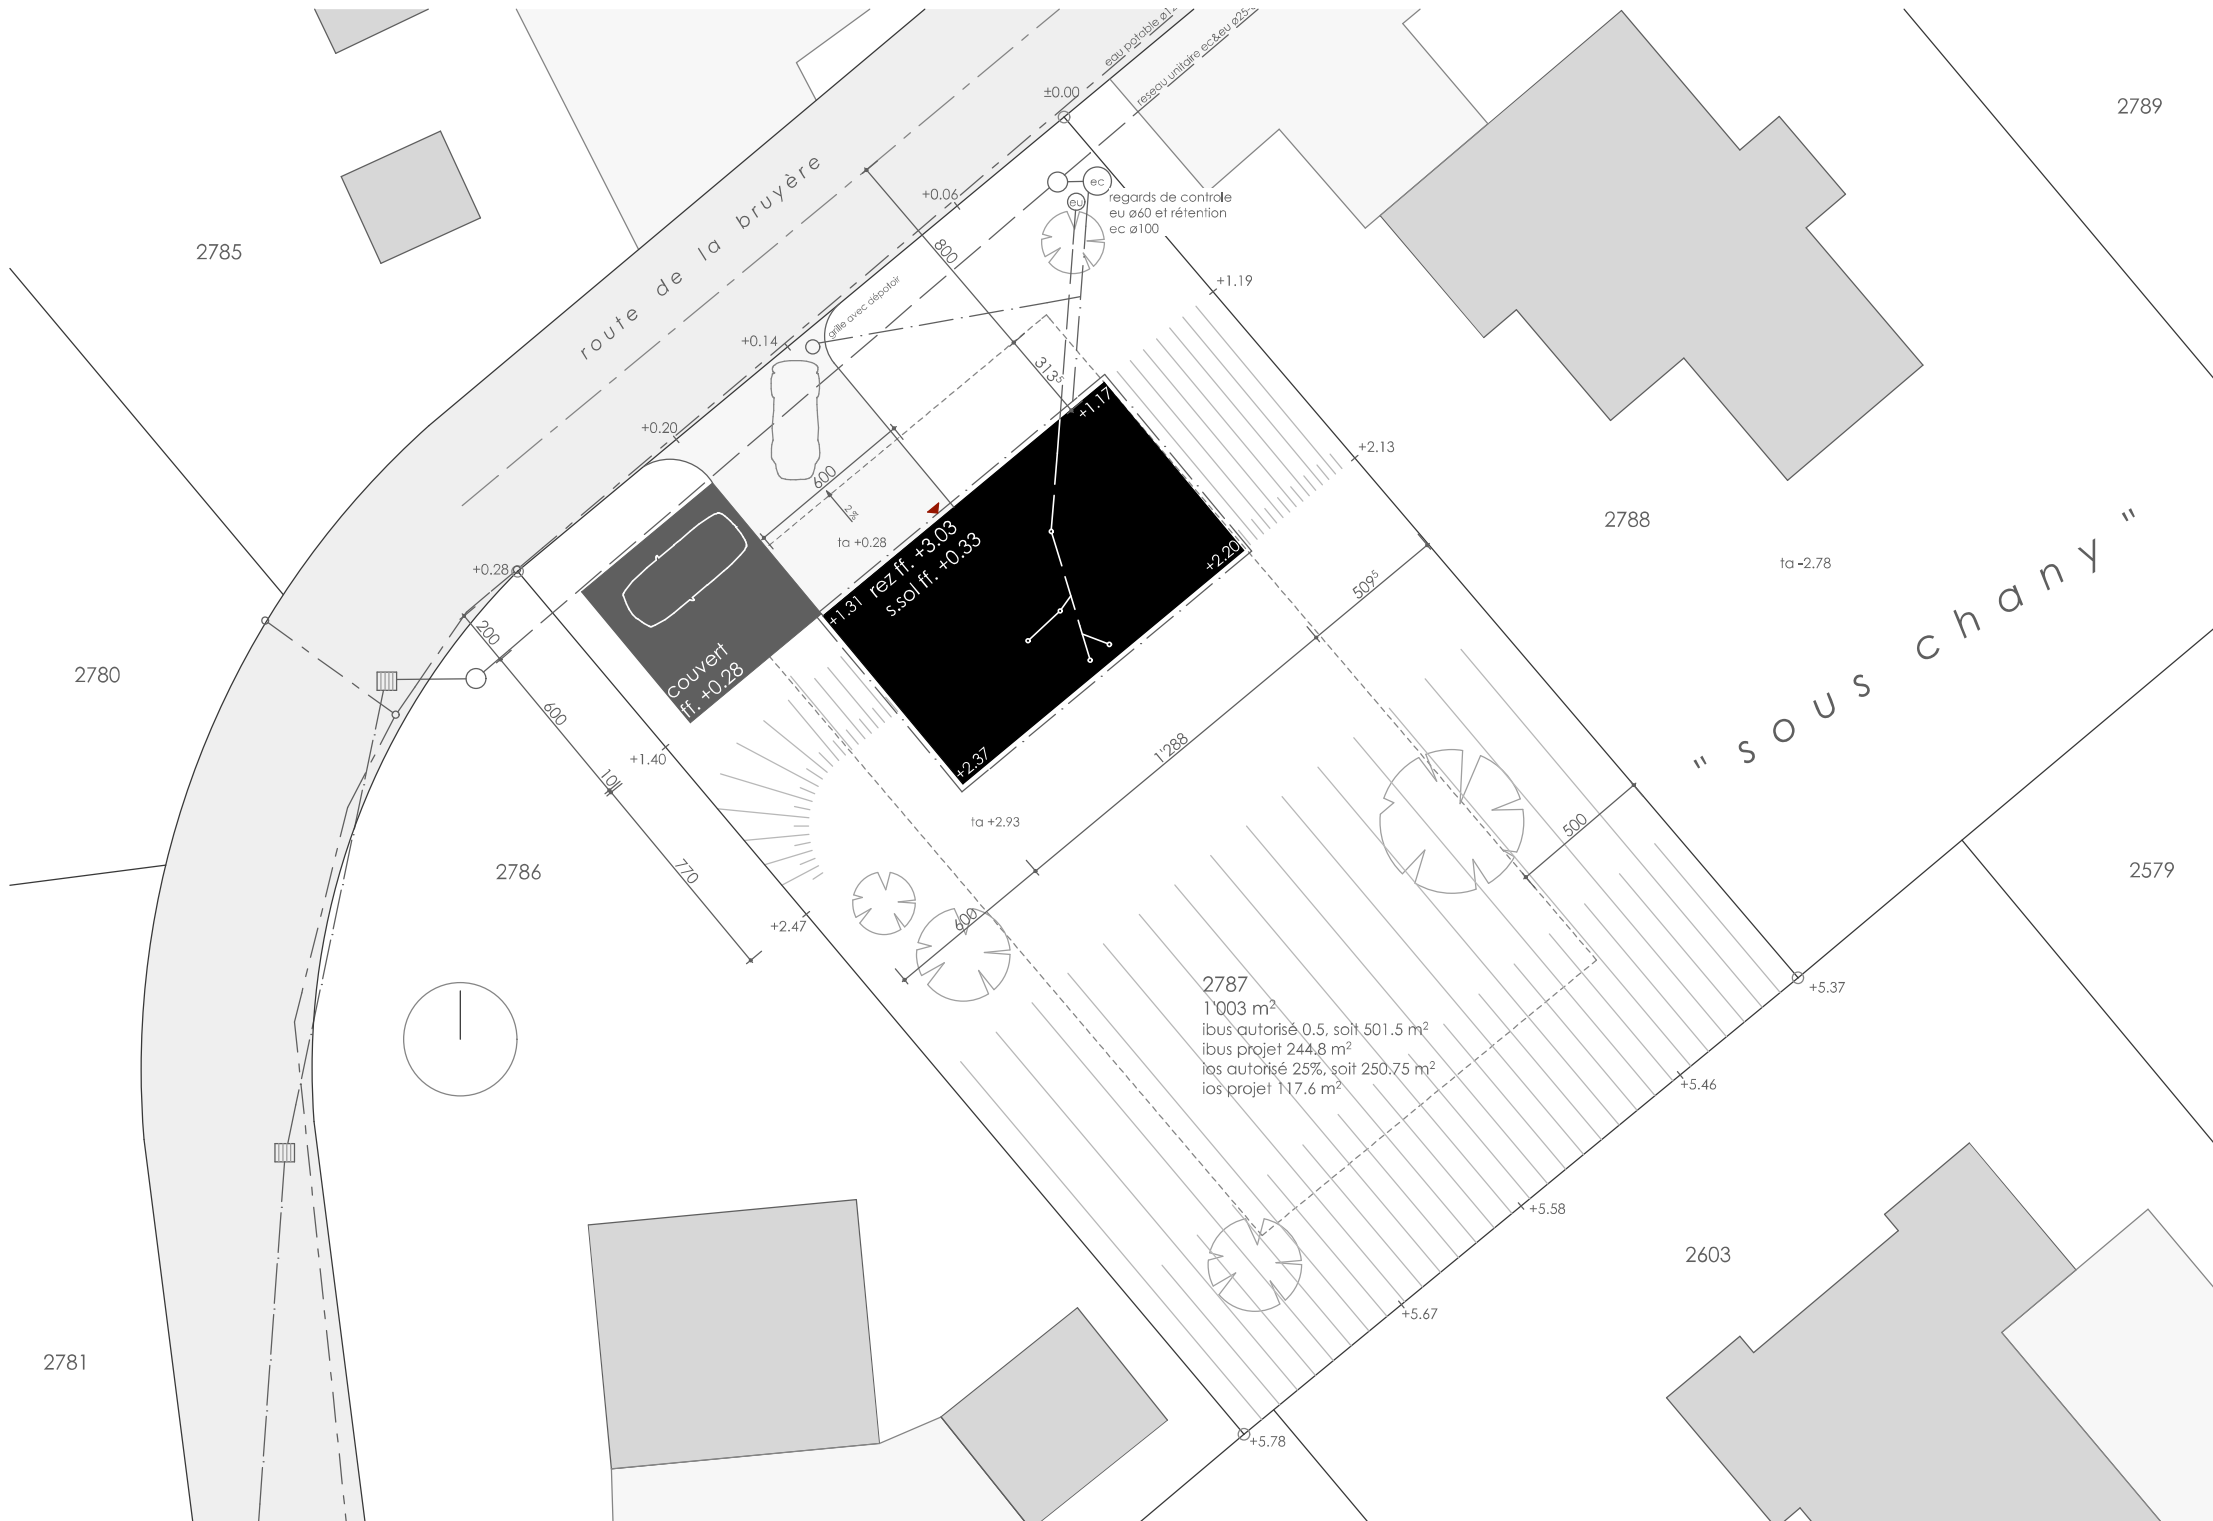 eau potable
reseau unitaire ec&eu
±0.00
2789
ec
eu
regards de controle
eu ø60 et rétention
ec ø100
+0.06
2785
route de la bruyère
800
+1.19
grille avec dépotoir
+0.14
313⁵
+1.17
+0.20
600
2%
+2.13
2788
ta +0.28
rez ff. +3.03
s.sol ff. +0.33
+1.31
+2.20
ta -2.78
+0.28
509⁵
" sous chany "
200
2780
couvert
ff. +0.28
600
+1.40
10
+2.37
1'288
ta +2.93
500
2786
770
2579
600
+2.47
2787
1'003 m²
ibus autorisé 0.5, soit 501.5 m²
ibus projet 244.8 m²
ios autorisé 25%, soit 250.75 m²
ios projet 117.6 m²
+5.37
+5.46
+5.58
2603
+5.67
2781
+5.78